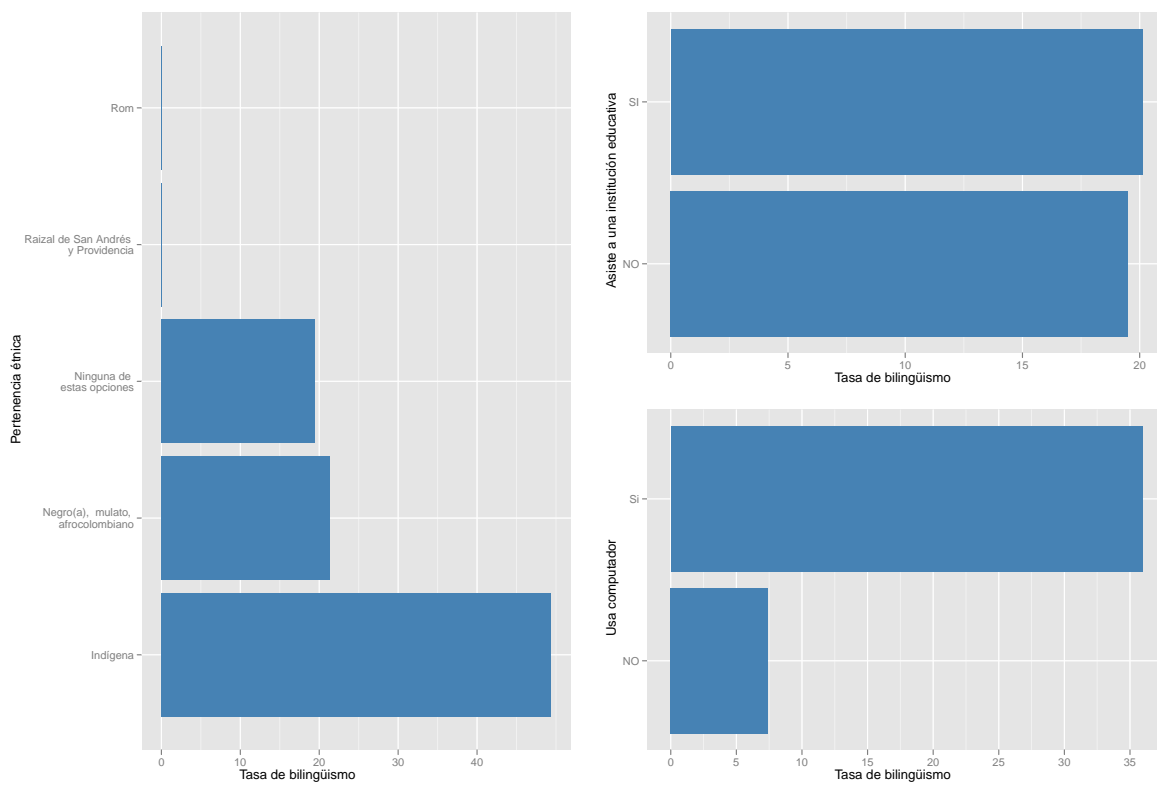 Pertenencia étnica
Rom
Raizal de San Andrés
y Providencia
Ninguna de
estas opciones
Negro(a), mulato,
afrocolombiano
Indígena
0 10 20 30 40
Tasa de bilingüismo
Asiste a una institución educativa
SI
NO
0 5 10 15 20
Tasa de bilingüismo
Usa computador
Si
NO
0 5 10 15 20 25 30 35
Tasa de bilingüismo